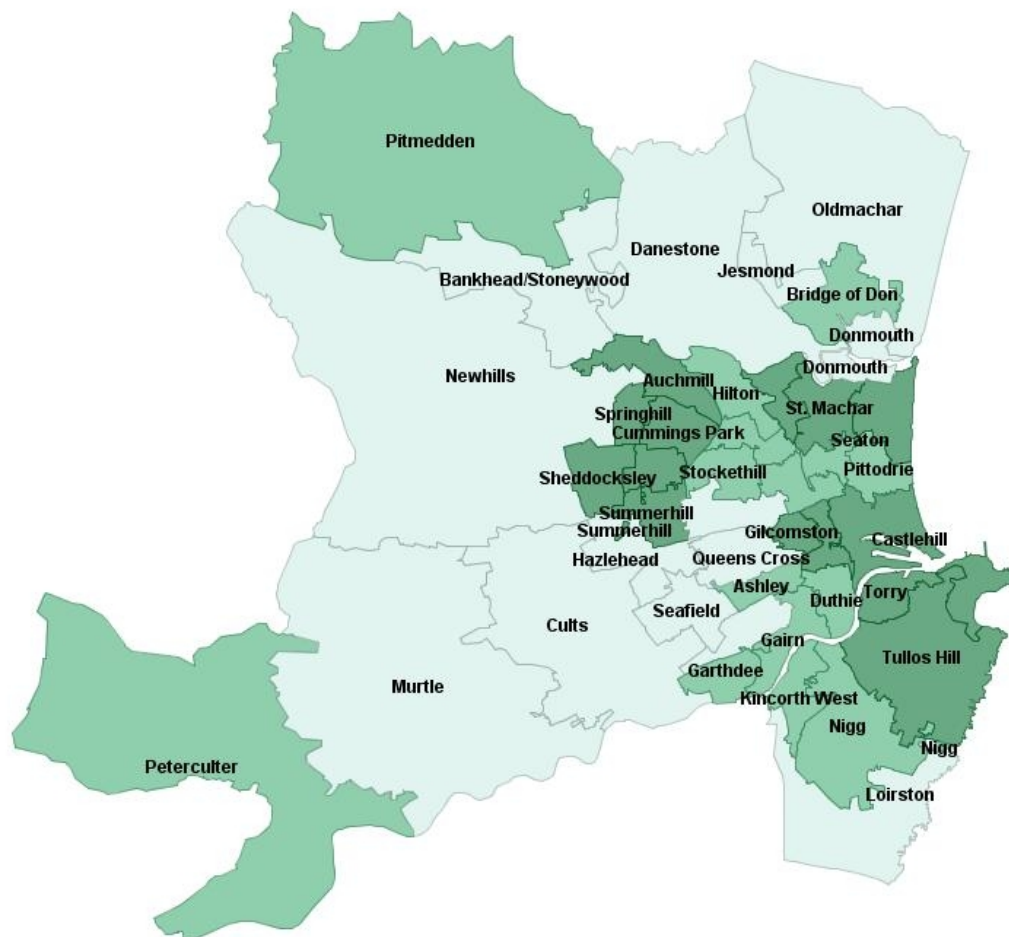 Pitmedden
Oldmachar
Danestone
Jesmond
Bankhead/Stoneywood
Bridge of Don
Donmouth
Donmouth
Newhills
Auchmill
Hilton
Springhill
St. Machar
Cummings Park
Seaton
Sheddocksley
Stockethill
Pittodrie
Summerhill
Summerhill
Gilcomston
Castlehill
Hazlehead
Queens Cross
Ashley
Torry
Duthie
Seafield
Cults
Gairn
Tullos Hill
Garthdee
Murtle
Kincorth West
Nigg
Nigg
Peterculter
Loirston